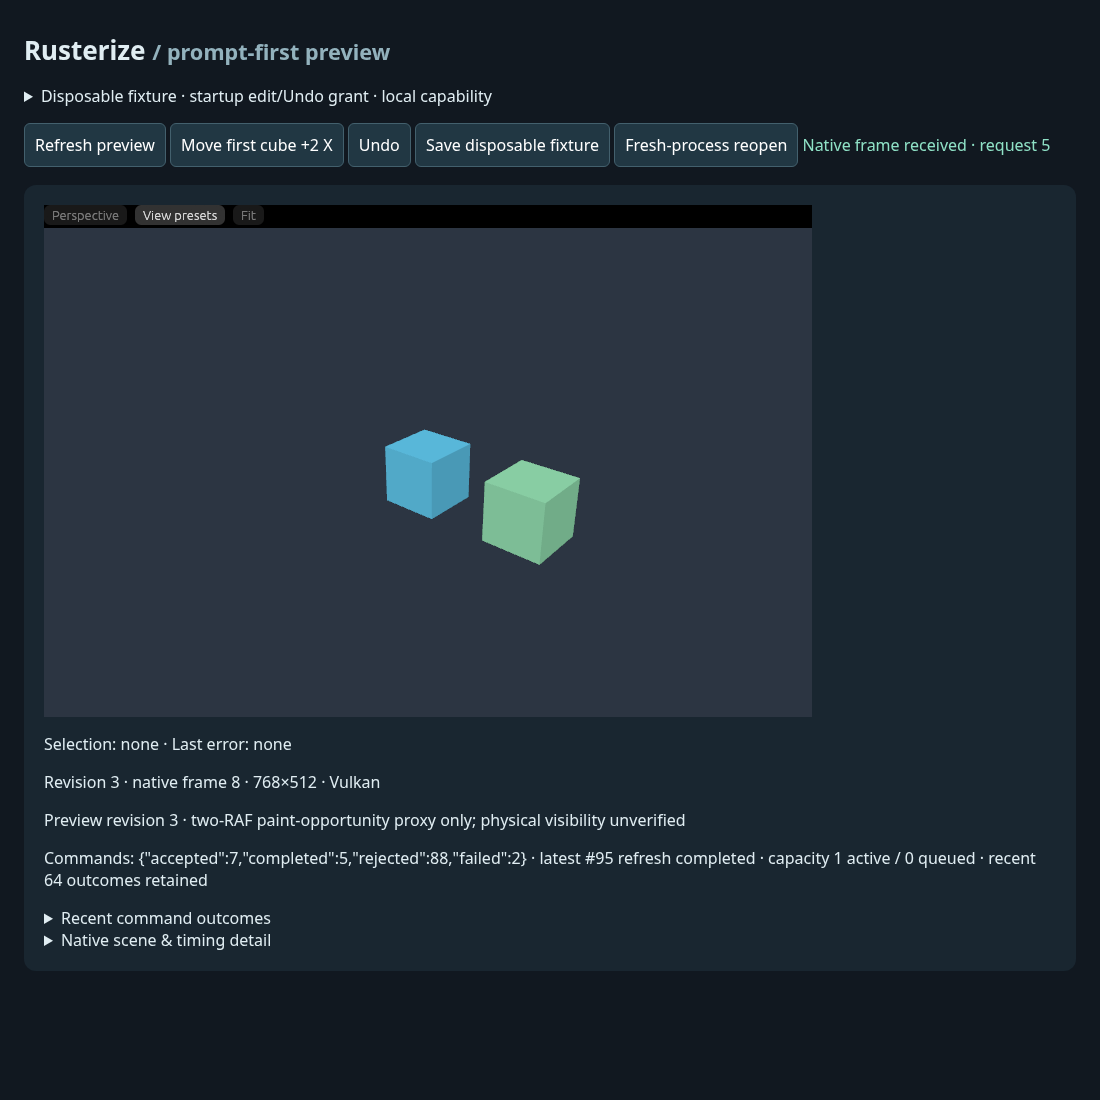 Rusterize / prompt-first preview
▶ Disposable fixture · startup edit/Undo grant · local capability
Refresh preview Move first cube +2 X Undo Save disposable fixture Fresh-process reopen Native frame received · request 5
Perspective View presets Fit
Selection: none · Last error: none
Revision 3 · native frame 8 · 768×512 · Vulkan
Preview revision 3 · two-RAF paint-opportunity proxy only; physical visibility unverified
Commands: {"accepted":7,"completed":5,"rejected":88,"failed":2} · latest #95 refresh completed · capacity 1 active / 0 queued · recent
64 outcomes retained
▶ Recent command outcomes
▶ Native scene & timing detail